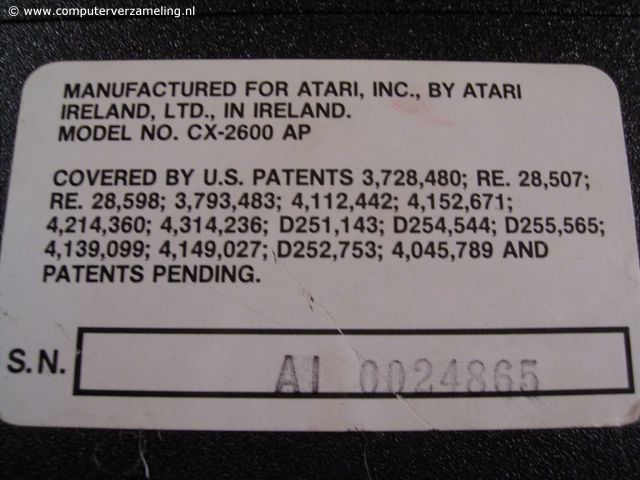 © www.computerverzameling.nl
MANUFACTURED FOR ATARI, INC., BY ATARI
IRELAND, LTD., IN IRELAND.
MODEL NO. CX-2600 AP
COVERED BY U.S. PATENTS 3,728,480; RE. 28,507;
RE. 28,598; 3,793,483; 4,112,442; 4,152,671;
4,214,360; 4,314,236; D251,143; D254,544; D255,565;
4,139,099; 4,149,027; D252,753; 4,045,789 AND
PATENTS PENDING.
S.N. AI 0024865